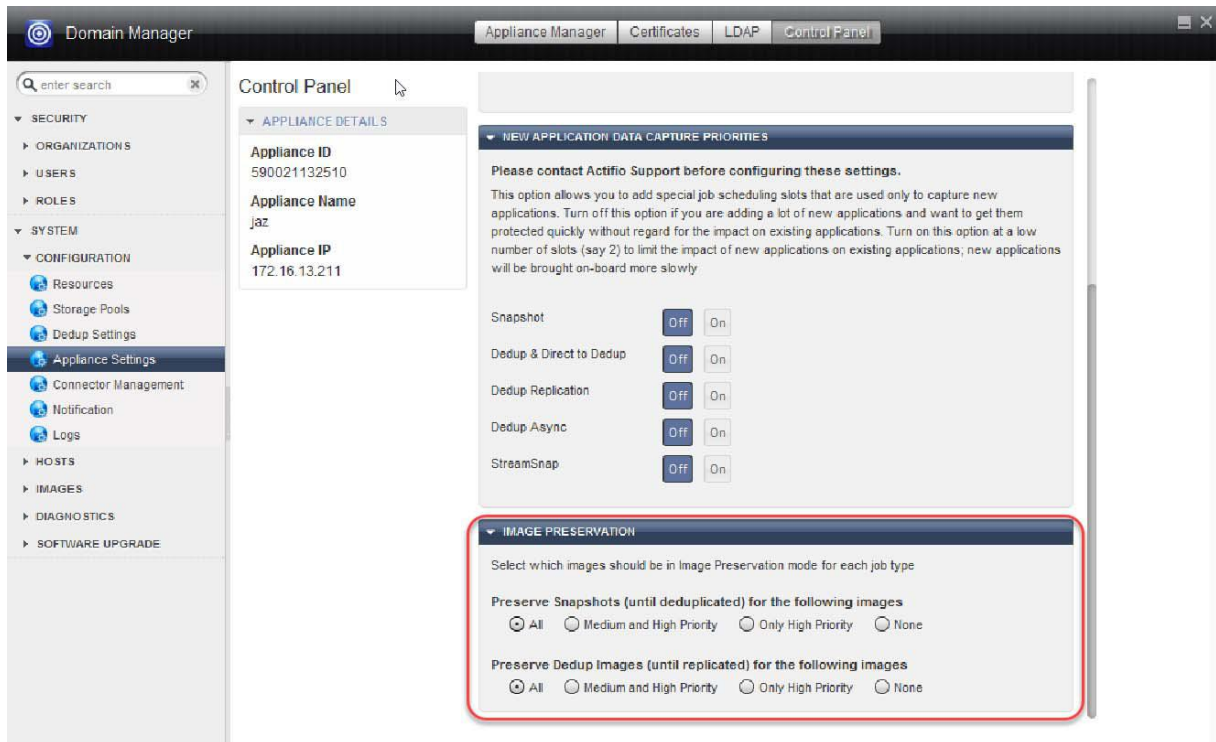 Domain Manager
Appliance Manager
Certificates
LDAP
Control Panel
enter search
SECURITY
ORGANIZATIONS
USERS
ROLES
SYSTEM
CONFIGURATION
Resources
Storage Pools
Dedup Settings
Appliance Settings
Connector Management
Notification
Logs
HOSTS
IMAGES
DIAGNOSTICS
SOFTWARE UPGRADE
Control Panel
APPLIANCE DETAILS
Appliance ID
590021132510
Appliance Name
jaz
Appliance IP
172.16.13.211
NEW APPLICATION DATA CAPTURE PRIORITIES
Please contact Actifio Support before configuring these settings.
This option allows you to add special job scheduling slots that are used only to capture new
applications. Turn off this option if you are adding a lot of new applications and want to get them
protected quickly without regard for the impact on existing applications. Turn on this option at a low
number of slots (say 2) to limit the impact of new applications on existing applications; new applications
will be brought on-board more slowly
Snapshot Off On
Dedup & Direct to Dedup Off On
Dedup Replication Off On
Dedup Async Off On
StreamSnap Off On
IMAGE PRESERVATION
Select which images should be in Image Preservation mode for each job type
Preserve Snapshots (until deduplicated) for the following images
All Medium and High Priority Only High Priority None
Preserve Dedup Images (until replicated) for the following images
All Medium and High Priority Only High Priority None